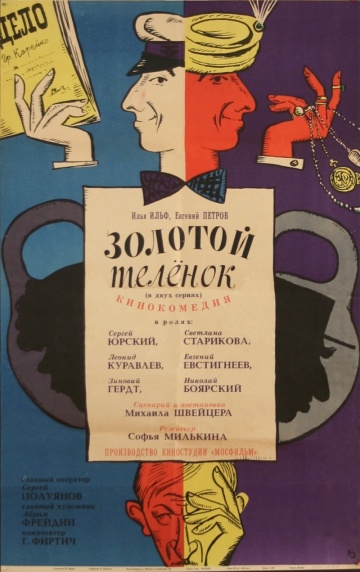 ДЕЛО
Гр. Корейко
Илья ИЛЬФ, Евгений ПЕТРОВ
ЗОЛОТОЙ
телёнок
(в двух сериях)
КИНОКОМЕДИЯ
в ролях:
Сергей ЮРСКИЙ,
Светлана СТАРИКОВА,
Леонид КУРАВЛЕВ,
Евгений ЕВСТИГНЕЕВ,
Зиновий ГЕРДТ,
Николай БОЯРСКИЙ
Сценарий и постановка
Михаила ШВЕЙЦЕРА
Режиссер
Софья МИЛЬКИНА
ПРОИЗВОДСТВО КИНОСТУДИИ «МОСФИЛЬМ»
Главный оператор
Сергей
ПОЛУЯНОВ
главный художник
Абрам
ФРЕЙДИН
композитор
Г. ФИРТИЧ